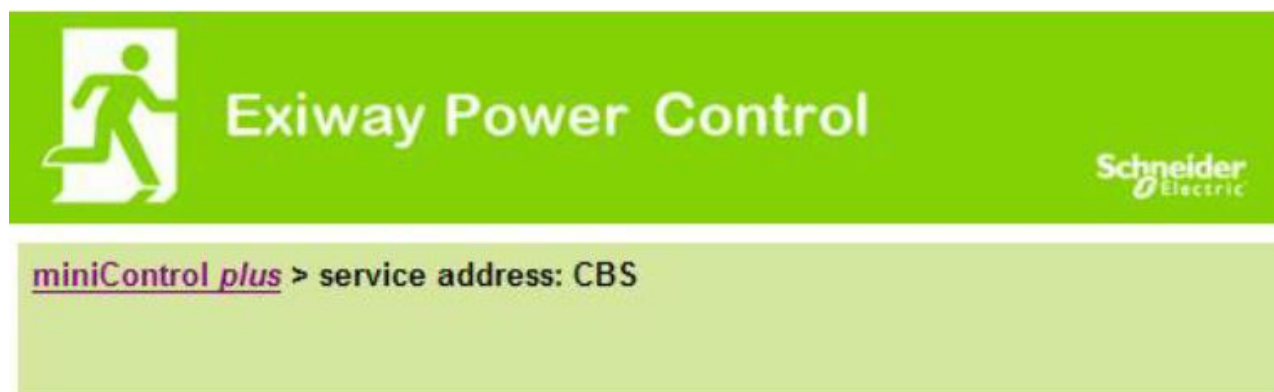 Exiway Power Control
Schneider
Electric
miniControl plus > service address: CBS